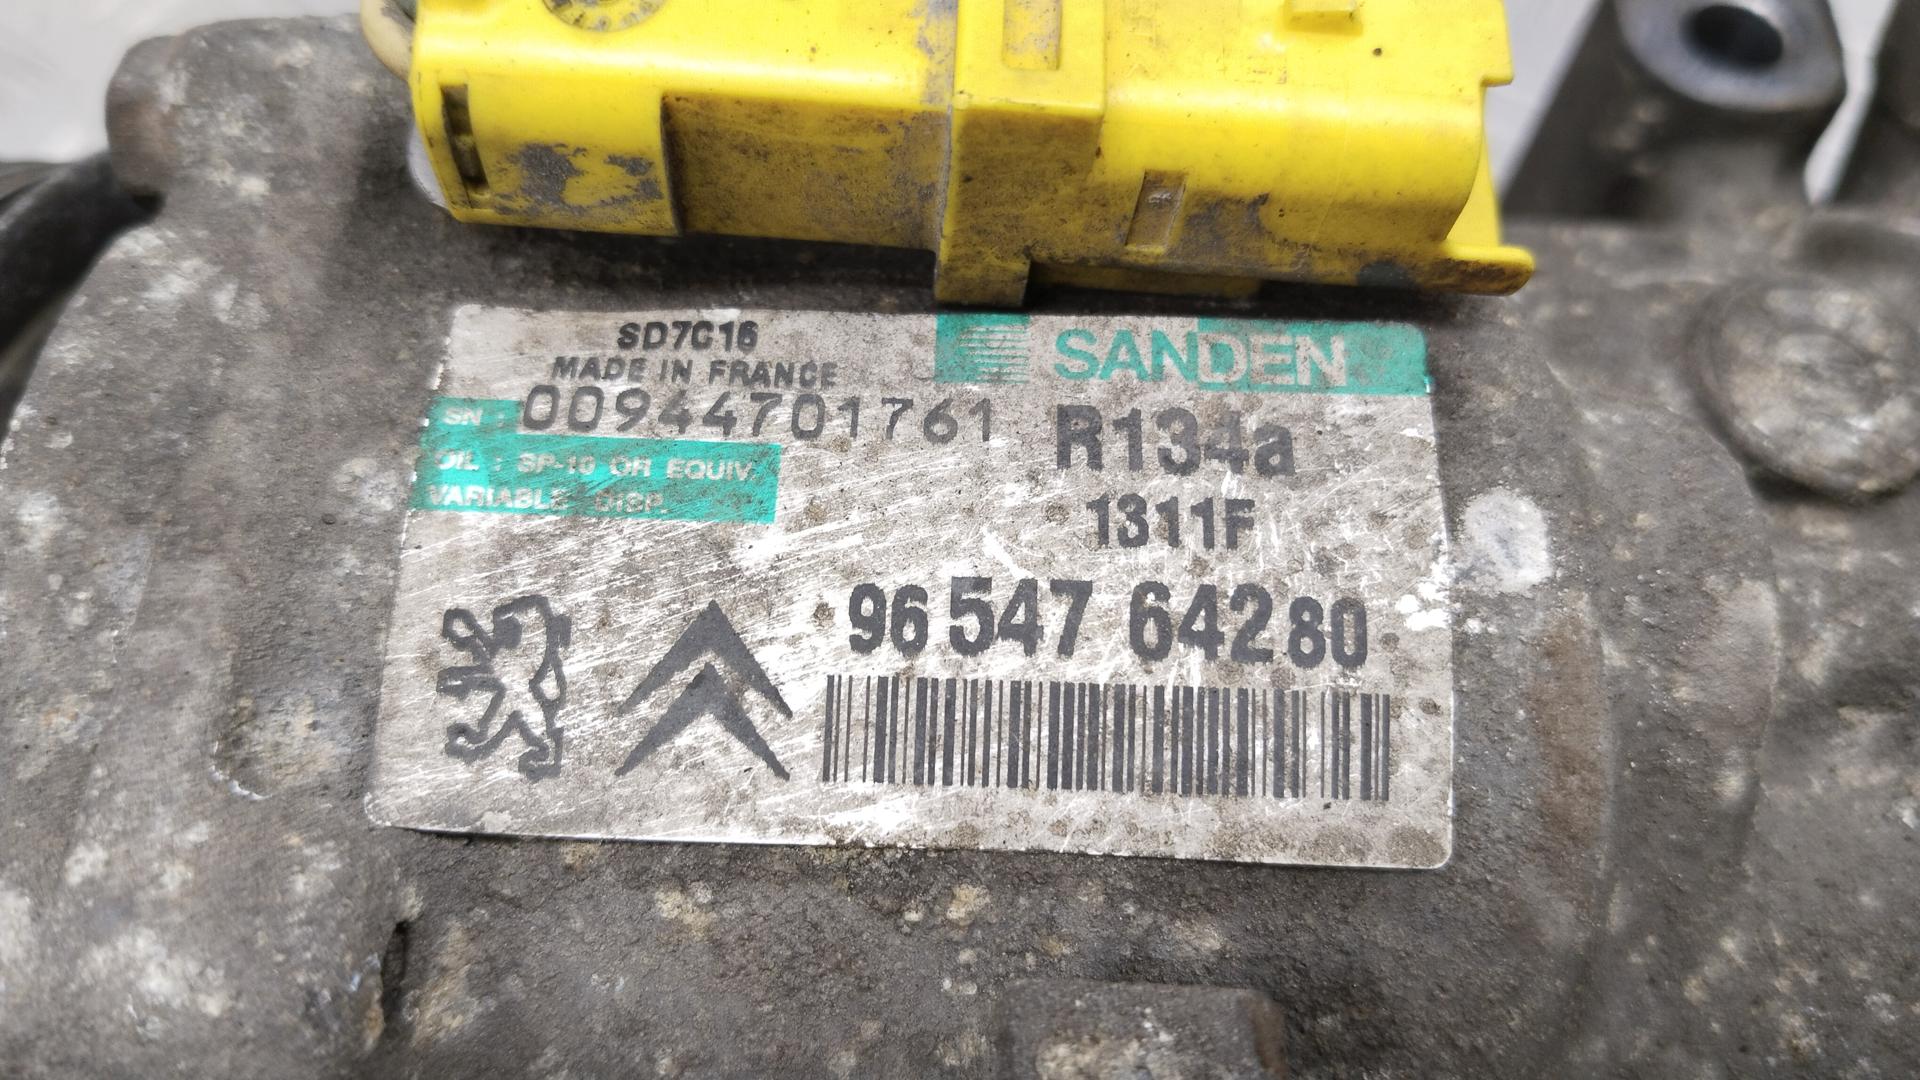 SD7C16
MADE IN FRANCE
SANDEN
SN : 00944701761
R134a
OIL : SP-10 OR EQUIV.
VARIABLE DISP.
1311F
96 547 642 80